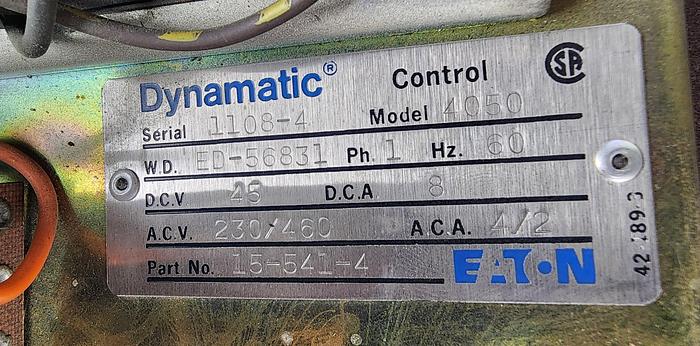 Dynamatic® Control CSA
Serial 1108-4 Model 4050
W.D. ED-56831 Ph. 1 Hz. 60
D.C.V 45 D.C.A 8
A.C.V. 230/460 A.C.A. 4/2
Part No. 15-541-4 EATON